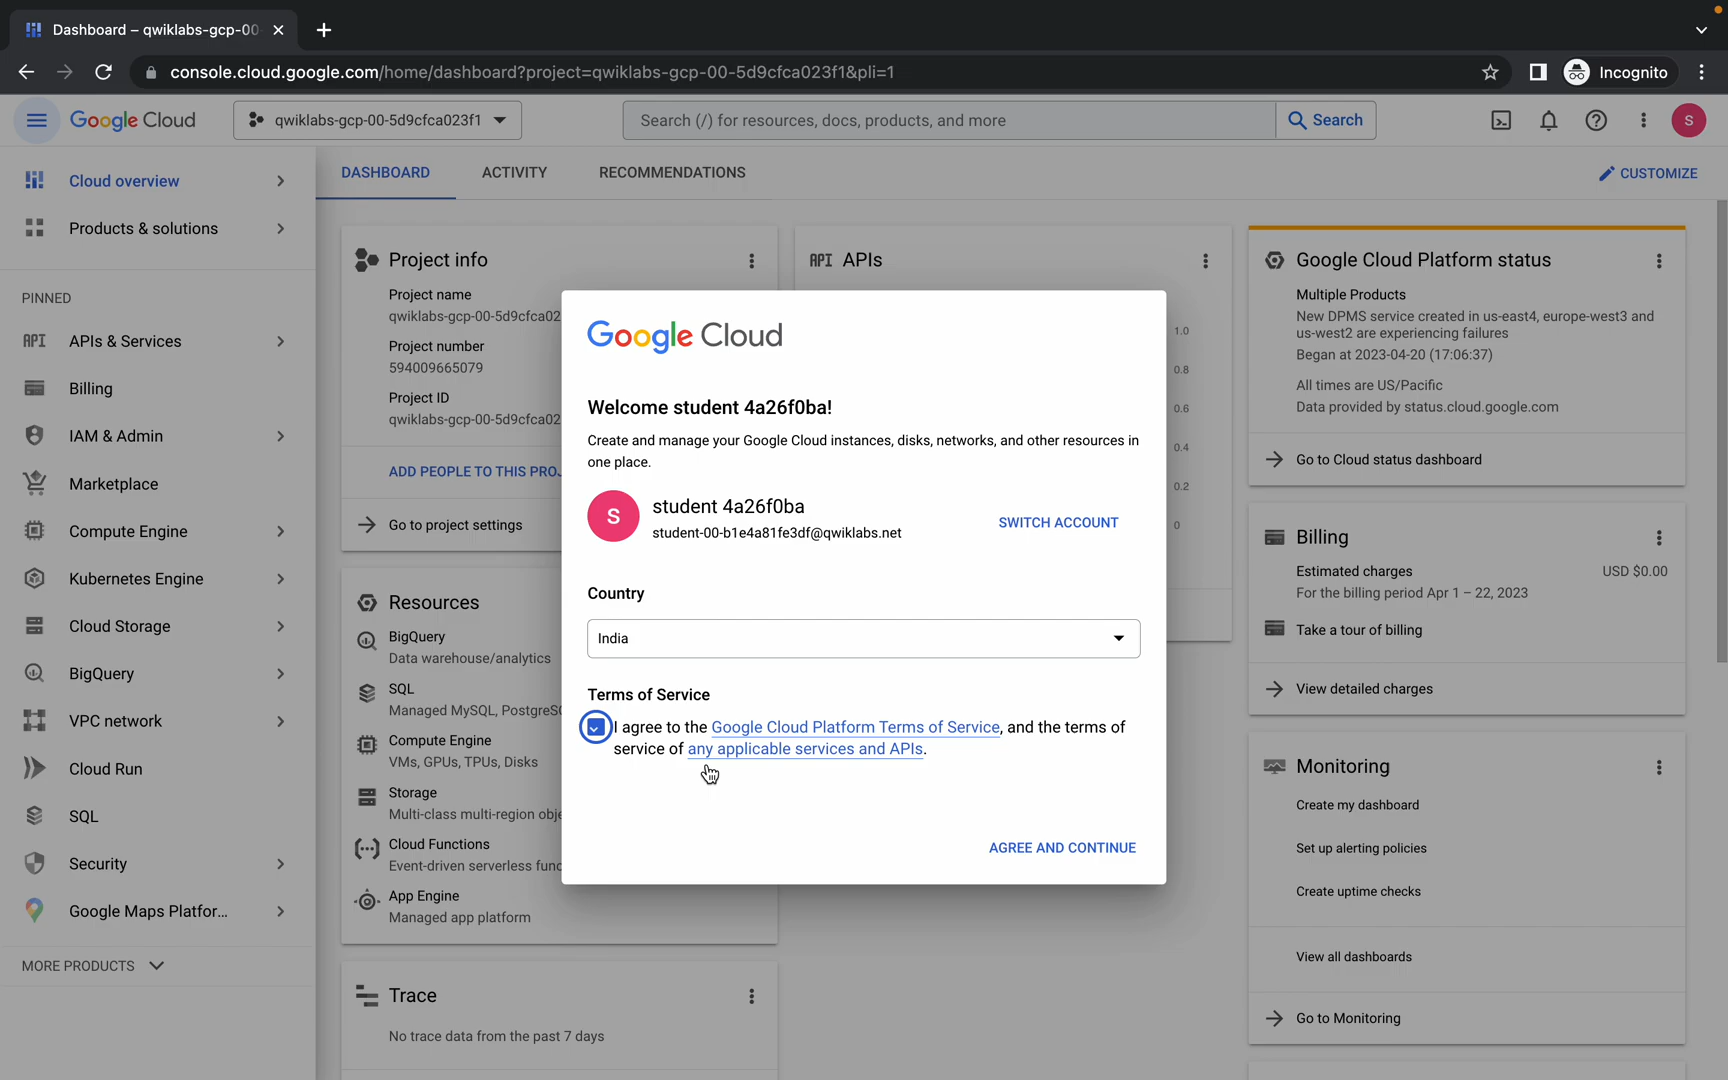 Dashboard – qwiklabs-gcp-00
console.cloud.google.com/home/dashboard?project=qwiklabs-gcp-00-5d9cfca023f1&pli=1
Incognito
Google Cloud
qwiklabs-gcp-00-5d9cfca023f1
Search (/) for resources, docs, products, and more
Search
S
Cloud overview
Products & solutions
PINNED
API APIs & Services
Billing
IAM & Admin
Marketplace
Compute Engine
Kubernetes Engine
Cloud Storage
BigQuery
VPC network
Cloud Run
SQL
Security
Google Maps Platfor...
MORE PRODUCTS
DASHBOARD
ACTIVITY
RECOMMENDATIONS
CUSTOMIZE
Project info
Project name
qwiklabs-gcp-00-5d9cfca02
Project number
594009665079
Project ID
qwiklabs-gcp-00-5d9cfca02
ADD PEOPLE TO THIS PROJ
Go to project settings
Resources
BigQuery
Data warehouse/analytics
SQL
Managed MySQL, PostgreSQ
Compute Engine
VMs, GPUs, TPUs, Disks
Storage
Multi-class multi-region obje
Cloud Functions
Event-driven serverless func
App Engine
Managed app platform
Trace
No trace data from the past 7 days
API APIs
1.0
0.8
0.6
0.4
0.2
0
Google Cloud
Welcome student 4a26f0ba!
Create and manage your Google Cloud instances, disks, networks, and other resources in
one place.
S
student 4a26f0ba
student-00-b1e4a81fe3df@qwiklabs.net
SWITCH ACCOUNT
Country
India
Terms of Service
I agree to the Google Cloud Platform Terms of Service, and the terms of
service of any applicable services and APIs.
AGREE AND CONTINUE
Google Cloud Platform status
Multiple Products
New DPMS service created in us-east4, europe-west3 and
us-west2 are experiencing failures
Began at 2023-04-20 (17:06:37)
All times are US/Pacific
Data provided by status.cloud.google.com
Go to Cloud status dashboard
Billing
Estimated charges
USD $0.00
For the billing period Apr 1 – 22, 2023
Take a tour of billing
View detailed charges
Monitoring
Create my dashboard
Set up alerting policies
Create uptime checks
View all dashboards
Go to Monitoring